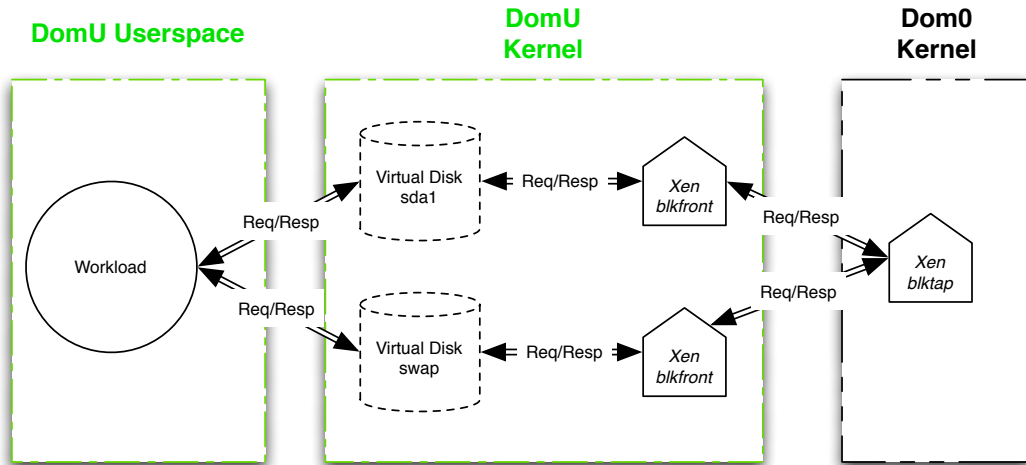 DomU Userspace
DomU
Kernel
Dom0
Kernel
Workload
Req/Resp
Req/Resp
Virtual Disk
sda1
Req/Resp
Xen
blkfront
Virtual Disk
swap
Req/Resp
Xen
blkfront
Req/Resp
Req/Resp
Xen
blktap